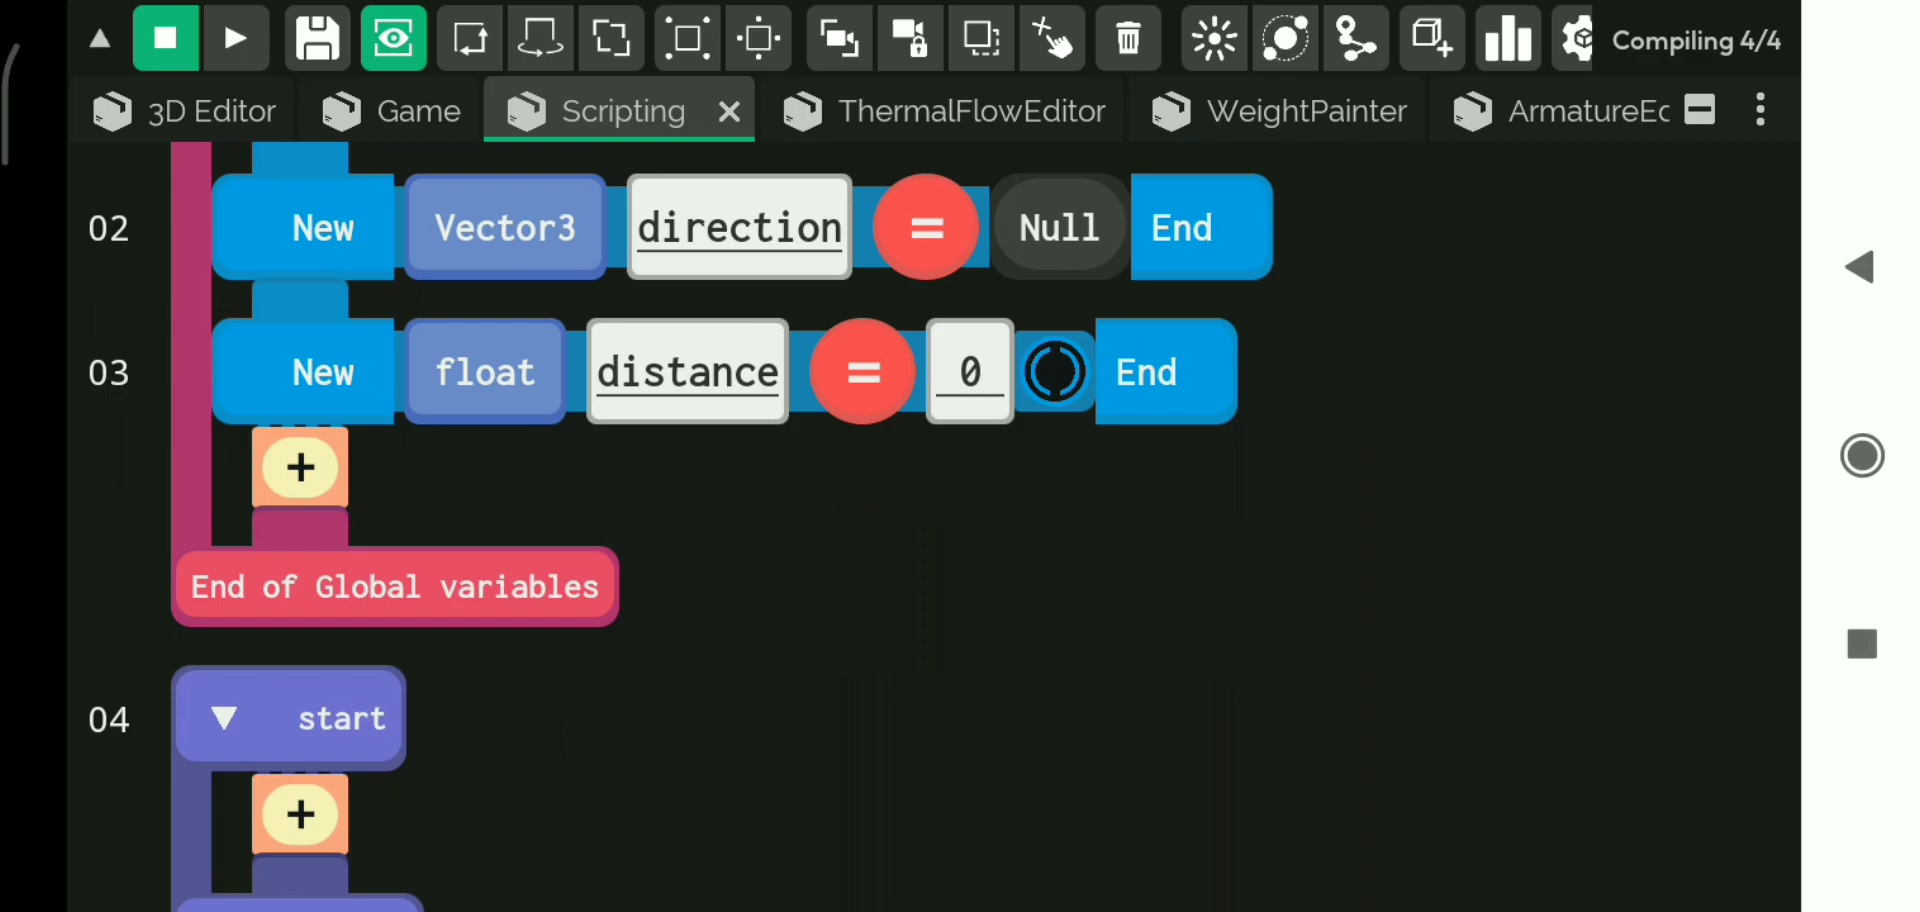 Compiling 4/4
3D Editor Game Scripting ThermalFlowEditor WeightPainter ArmatureEc
02 New Vector3 direction = Null End
03 New float distance = 0 End
+
End of Global variables
04 start
+